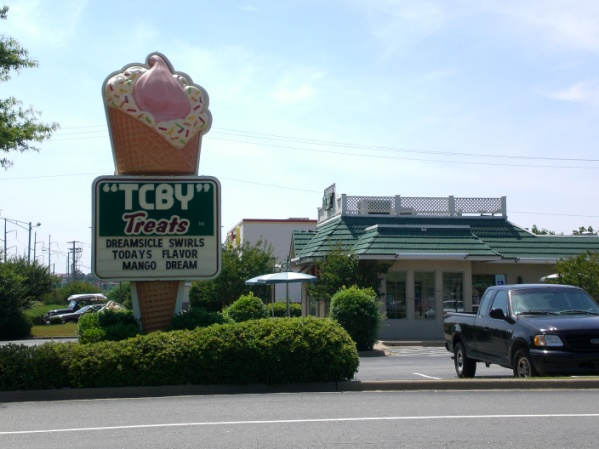 "TCBY"
Treats
DREAMSICLE SWIRLS
TODAYS FLAVOR
MANGO DREAM